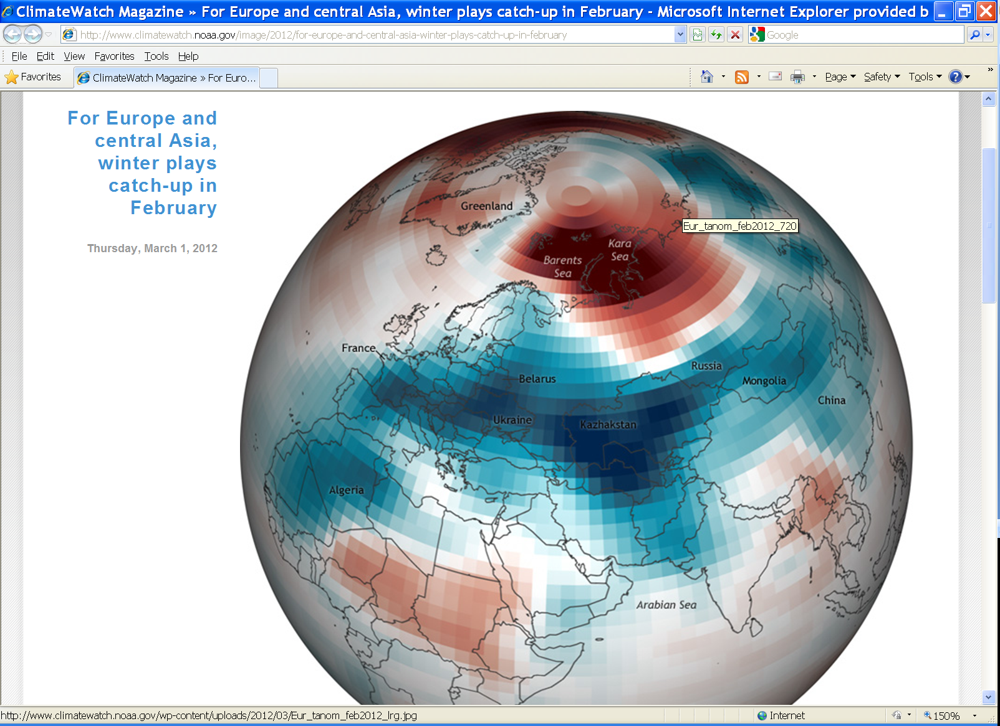 ClimateWatch Magazine » For Europe and central Asia, winter plays catch-up in February - Microsoft Internet Explorer provided b
http://www.climatewatch.noaa.gov/image/2012/for-europe-and-central-asia-winter-plays-catch-up-in-february
Google
File Edit View Favorites Tools Help
Favorites
ClimateWatch Magazine » For Euro...
Page Safety Tools
For Europe and
central Asia,
winter plays
catch-up in
February
Thursday, March 1, 2012
Greenland
Eur_tanom_feb2012_720
Kara
Sea
Barents
Sea
France
Russia
Belarus
Mongolia
China
Ukraine
Kazhakstan
Algeria
Arabian Sea
http://www.climatewatch.noaa.gov/wp-content/uploads/2012/03/Eur_tanom_feb2012_lrg.jpg
Internet
150%